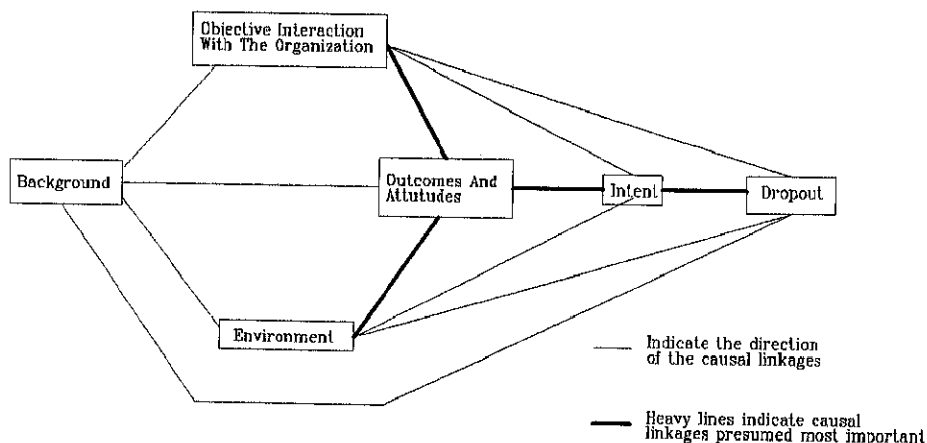 Objective Interaction
With The Organization
Background
Outcomes And
Attutudes
Intent
Dropout
Environment
Indicate the direction
of the causal linkages
Heavy lines indicate causal
linkages presumed most important